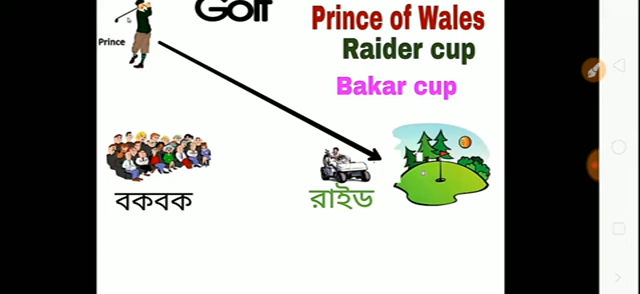 Golf
Prince of Wales
Raider cup
Bakar cup
Prince
বকবক
রাইড